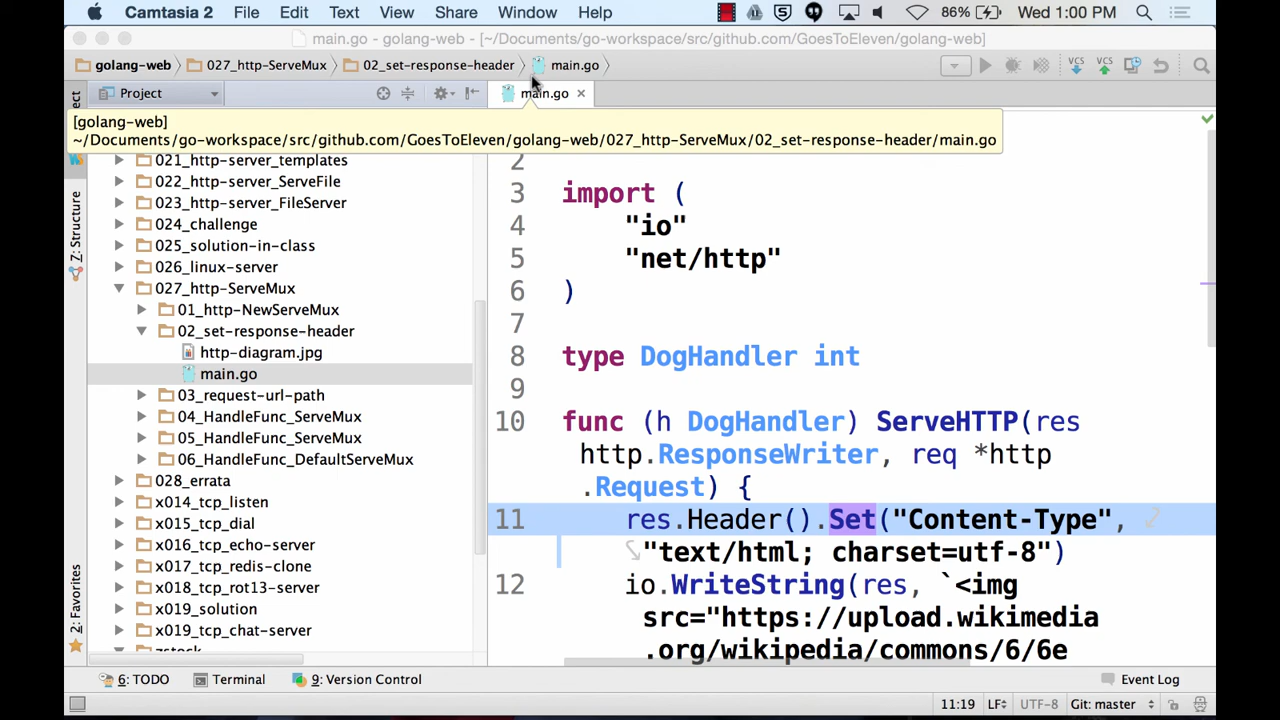 Camtasia 2 File Edit Text View Share Window Help 86% Wed 1:00 PM
main.go - golang-web - [~/Documents/go-workspace/src/github.com/GoesToEleven/golang-web]
golang-web 027_http-ServeMux 02_set-response-header main.go
Project main.go
[golang-web]
~/Documents/go-workspace/src/github.com/GoesToEleven/golang-web/027_http-ServeMux/02_set-response-header/main.go
021_http-server_templates
022_http-server_ServeFile
023_http-server_FileServer
024_challenge
025_solution-in-class
026_linux-server
027_http-ServeMux
01_http-NewServeMux
02_set-response-header
http-diagram.jpg
main.go
03_request-url-path
04_HandleFunc_ServeMux
05_HandleFunc_ServeMux
06_HandleFunc_DefaultServeMux
028_errata
x014_tcp_listen
x015_tcp_dial
x016_tcp_echo-server
x017_tcp_redis-clone
x018_tcp_rot13-server
x019_solution
x019_tcp_chat-server
zstock
Z: Structure
2: Favorites
2
3 import (
4 "io"
5 "net/http"
6 )
7
8 type DogHandler int
9
10 func (h DogHandler) ServeHTTP(res
http.ResponseWriter, req *http
.Request) {
11 res.Header().Set("Content-Type",
"text/html; charset=utf-8")
12 io.WriteString(res, `<img
src="https://upload.wikimedia
.org/wikipedia/commons/6/6e
6: TODO Terminal 9: Version Control Event Log
11:19 LF UTF-8 Git: master